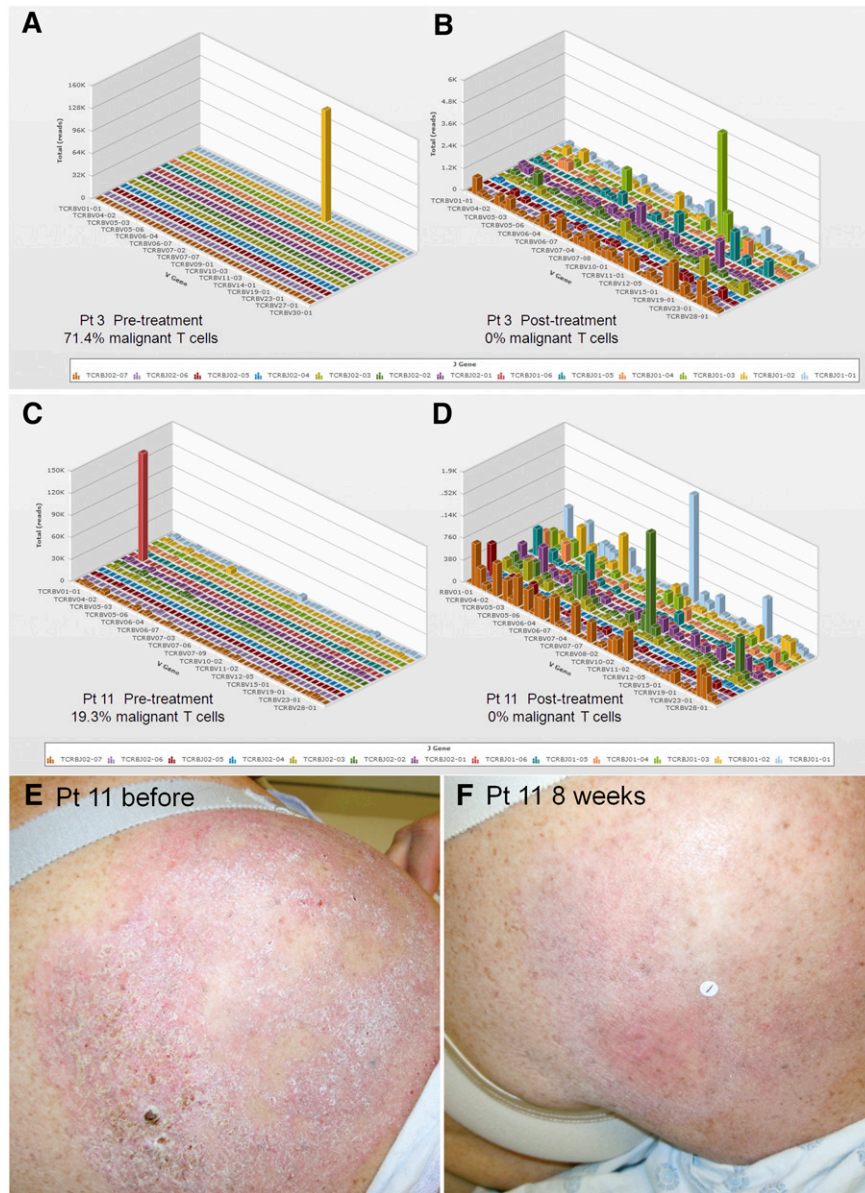 A
B
Total (reads)
160K
128K
96K
64K
32K
0
TCRBV01-01
TCRBV04-02
TCRBV05-03
TCRBV05-06
TCRBV06-04
TCRBV06-07
TCRBV07-02
TCRBV07-07
TCRBV09-01
TCRBV10-03
TCRBV11-03
TCRBV14-01
TCRBV19-01
TCRBV23-01
TCRBV27-01
TCRBV30-01
V Gene
Pt 3 Pre-treatment
71.4% malignant T cells
Total (reads)
6K
4.8K
3.6K
2.4K
1.2K
0
TCRBV01-01
TCRBV04-02
TCRBV05-03
TCRBV05-06
TCRBV06-04
TCRBV06-07
TCRBV07-04
TCRBV07-08
TCRBV10-01
TCRBV11-01
TCRBV12-05
TCRBV15-01
TCRBV19-01
TCRBV23-01
TCRBV28-01
V Gene
Pt 3 Post-treatment
0% malignant T cells
J Gene
TCRBJ02-07 TCRBJ02-06 TCRBJ02-05 TCRBJ02-04 TCRBJ02-03 TCRBJ02-02 TCRBJ02-01 TCRBJ01-06 TCRBJ01-05 TCRBJ01-04 TCRBJ01-03 TCRBJ01-02 TCRBJ01-01
C
D
Total (reads)
150K
120K
90K
60K
30K
0
TCRBV01-01
TCRBV04-02
TCRBV05-03
TCRBV05-06
TCRBV06-04
TCRBV06-07
TCRBV07-03
TCRBV07-06
TCRBV07-09
TCRBV10-02
TCRBV11-02
TCRBV12-05
TCRBV15-01
TCRBV19-01
TCRBV23-01
TCRBV28-01
V Gene
Pt 11 Pre-treatment
19.3% malignant T cells
1.9K
.52K
.14K
760
380
0
RBV01-01
TCRBV04-02
TCRBV05-03
TCRBV05-06
TCRBV06-04
TCRBV06-07
TCRBV07-04
TCRBV07-07
TCRBV08-02
TCRBV10-02
TCRBV11-02
TCRBV12-05
TCRBV15-01
TCRBV19-01
TCRBV23-01
TCRBV28-01
V Gene
Pt 11 Post-treatment
0% malignant T cells
J Gene
TCRBJ02-07 TCRBJ02-06 TCRBJ02-05 TCRBJ02-04 TCRBJ02-03 TCRBJ02-02 TCRBJ02-01 TCRBJ01-06 TCRBJ01-05 TCRBJ01-04 TCRBJ01-03 TCRBJ01-02 TCRBJ01-01
E Pt 11 before
F Pt 11 8 weeks